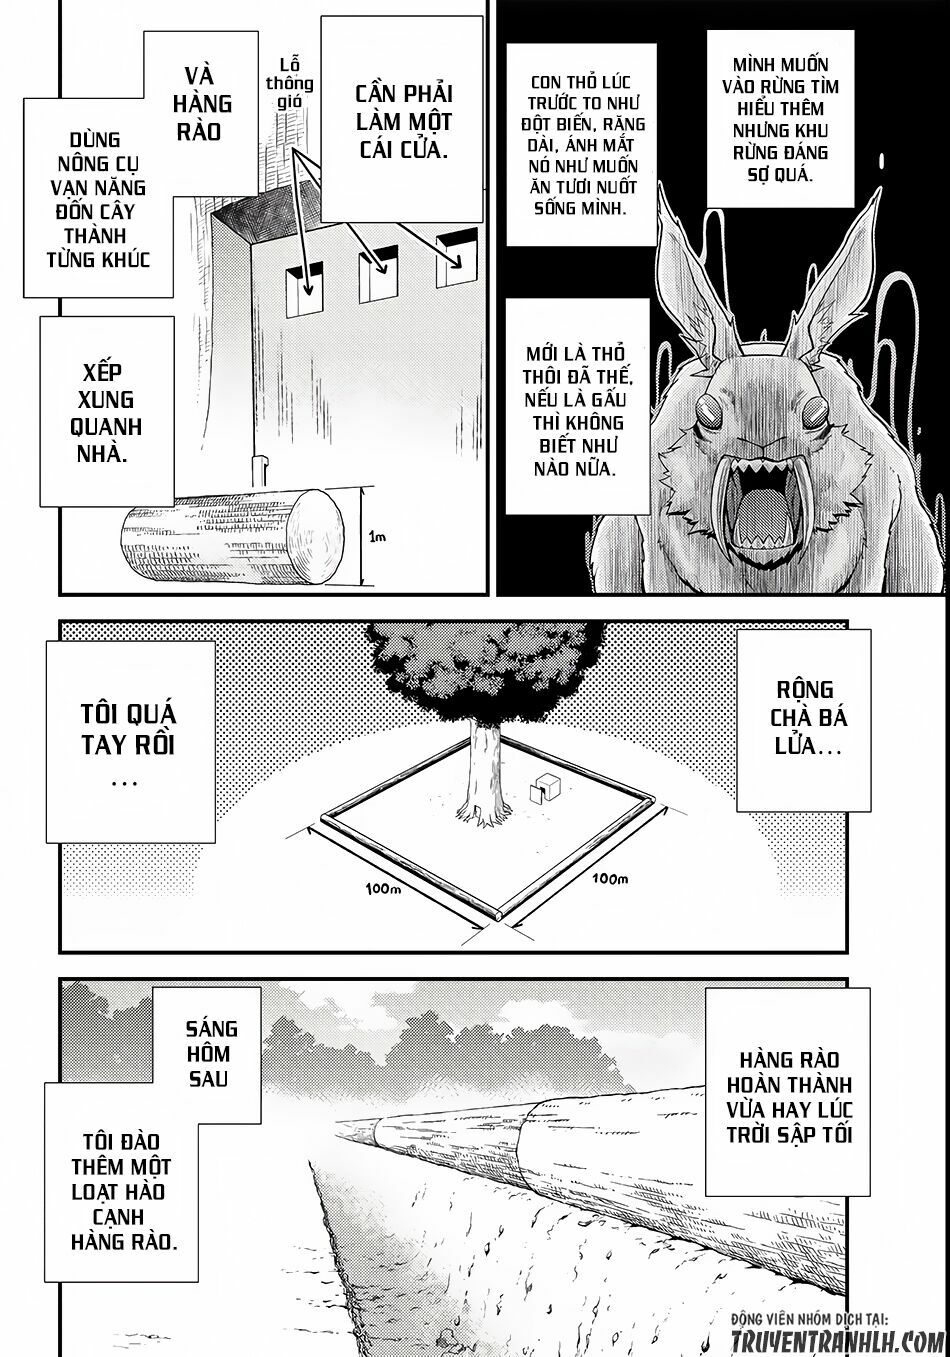 MÌNH MUỐN
VÀO RỪNG TÌM
HIỂU THÊM
NHƯNG KHU
RỪNG ĐÁNG
SỢ QUÁ.
CON THỎ LÚC
TRƯỚC TO NHƯ
ĐỘT BIẾN, RĂNG
DÀI, ÁNH MẮT
NÓ NHƯ MUỐN
ĂN TƯƠI NUỐT
SỐNG MÌNH.
MỚI LÀ THỎ
THÔI ĐÃ THẾ,
NẾU LÀ GẤU
THÌ KHÔNG
BIẾT NHƯ
NÀO NỮA.
CẦN PHẢI
LÀM MỘT
CÁI CỬA.
Lỗ
thông
gió
VÀ
HÀNG
RÀO
DÙNG
NÔNG CỤ
VẠN NĂNG
ĐỐN CÂY
THÀNH
TỪNG KHÚC
XẾP
XUNG
QUANH
NHÀ.
1m
RỘNG
CHÀ BÁ
LỬA...
TÔI QUÁ
TAY RỒI
...
100m
100m
HÀNG RÀO
HOÀN THÀNH
VỪA HAY LÚC
TRỜI SẬP TỐI
SÁNG
HÔM
SAU
TÔI ĐÀO
THÊM MỘT
LOẠT HÀO
CẠNH
HÀNG RÀO.
ĐỘNG VIÊN NHÓM DỊCH TẠI:
TRUYENTRANHLH.COM